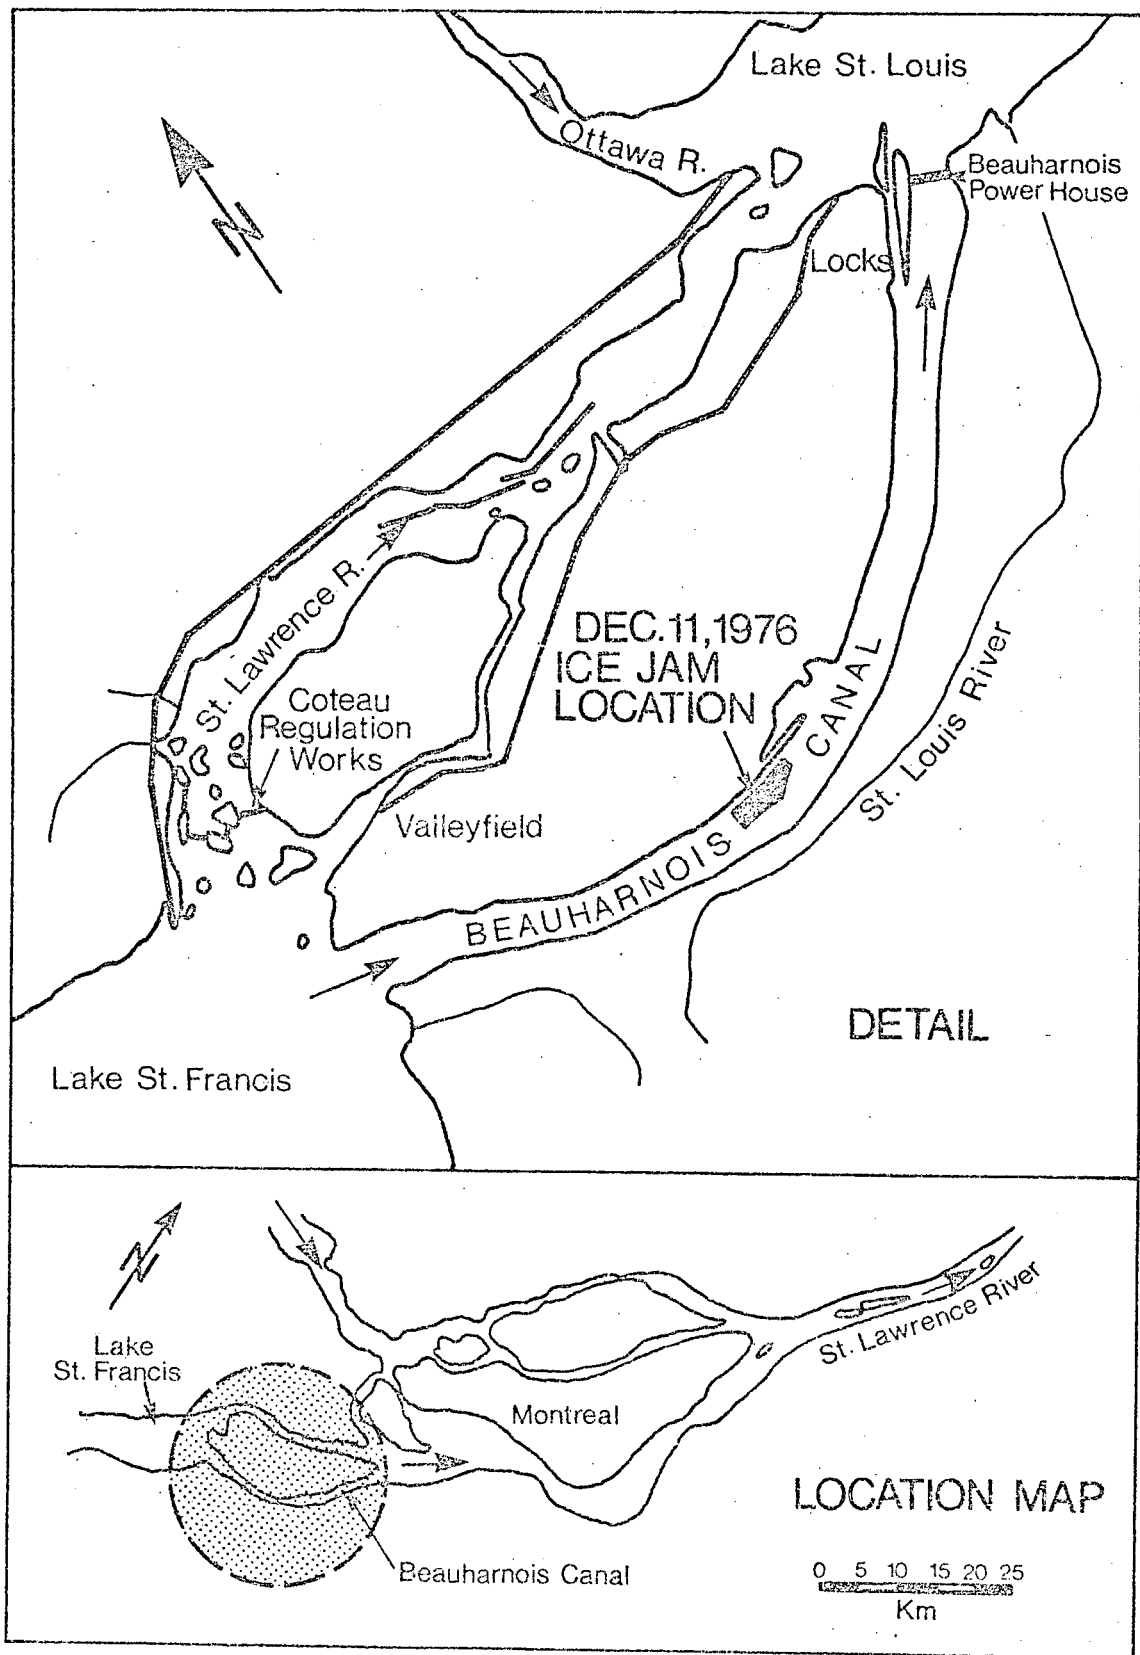 Lake St. Louis
Ottawa R.
Beauharnois
Power House
N
Locks
St. Lawrence R.
DEC. 11, 1976
ICE JAM
LOCATION
Coteau
Regulation
Works
CANAL
St. Louis River
Valleyfield
BEAUHARNOIS
DETAIL
Lake St. Francis
N
Lake
St. Francis
St. Lawrence River
Montreal
LOCATION MAP
Beauharnois Canal
0 5 10 15 20 25
Km